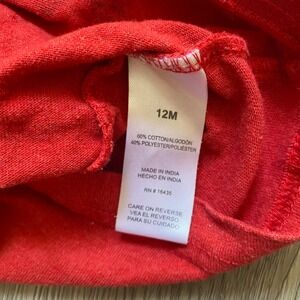 12M
60% COTTON/ALGODÓN
40% POLYESTER/POLIÉSTER
MADE IN INDIA
HECHO EN INDIA
RN # 16435
CARE ON REVERSE
VEA EL REVERSO
PARA SU CUIDADO